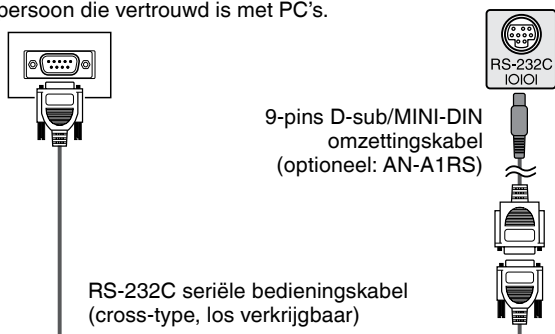 persoon die vertrouwd is met PC's.
RS-232C
IOIOI
9-pins D-sub/MINI-DIN
omzettingskabel
(optioneel: AN-A1RS)
RS-232C seriële bedieningskabel
(cross-type, los verkrijgbaar)